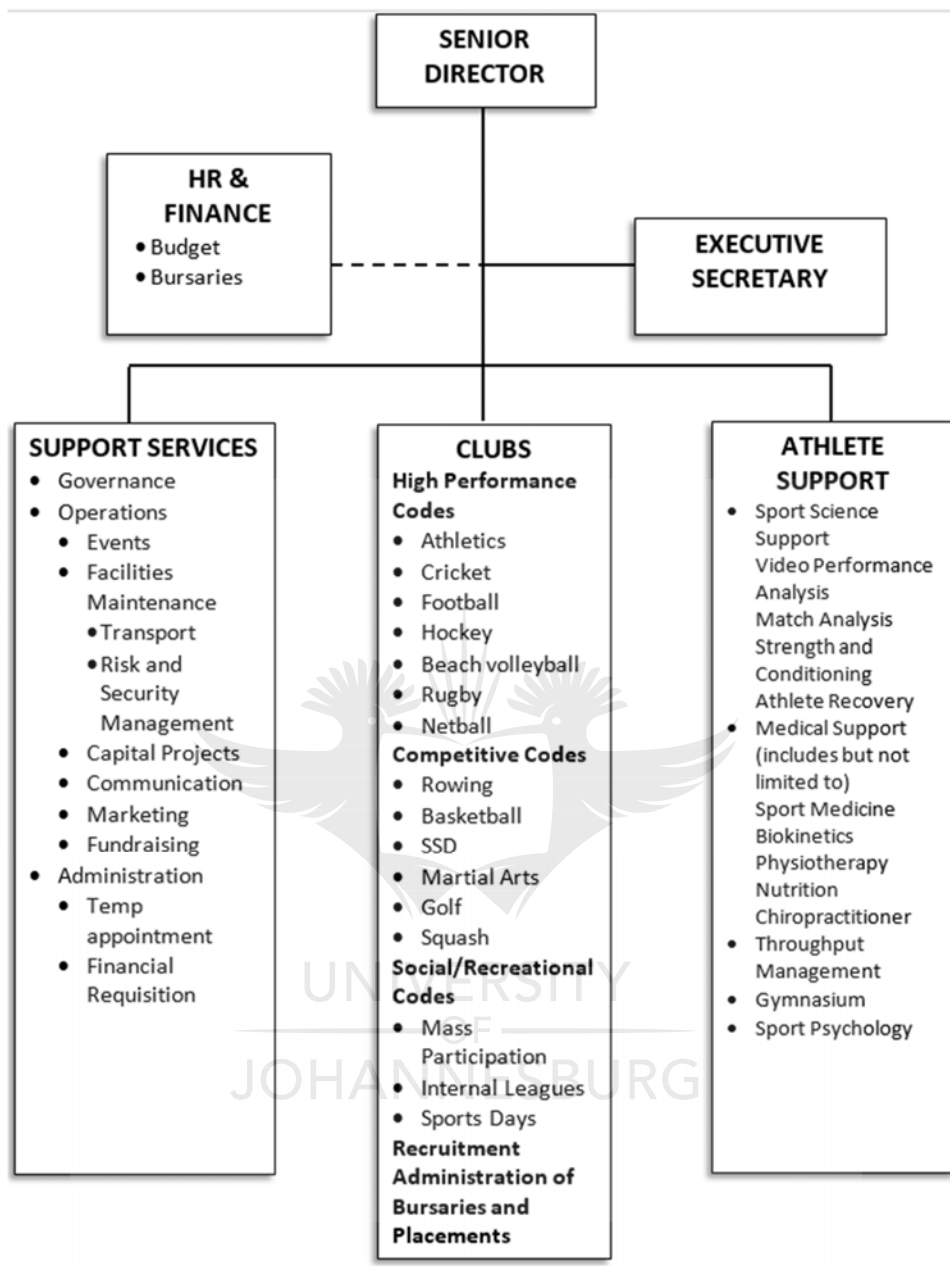 SENIOR
DIRECTOR
HR &
FINANCE
• Budget
• Bursaries
EXECUTIVE
SECRETARY
SUPPORT SERVICES
• Governance
• Operations
• Events
• Facilities
Maintenance
• Transport
• Risk and
Security
Management
• Capital Projects
• Communication
• Marketing
• Fundraising
• Administration
• Temp
appointment
• Financial
Requisition
CLUBS
High Performance
Codes
• Athletics
• Cricket
• Football
• Hockey
• Beach volleyball
• Rugby
• Netball
Competitive Codes
• Rowing
• Basketball
• SSD
• Martial Arts
• Golf
• Squash
Social/Recreational
Codes
• Mass
Participation
• Internal Leagues
• Sports Days
Recruitment
Administration of
Bursaries and
Placements
ATHLETE
SUPPORT
• Sport Science
Support
Video Performance
Analysis
Match Analysis
Strength and
Conditioning
Athlete Recovery
• Medical Support
(includes but not
limited to)
Sport Medicine
Biokinetics
Physiotherapy
Nutrition
Chiropractitioner
• Throughput
Management
• Gymnasium
• Sport Psychology
UNIVERSITY
OF
JOHANNESBURG